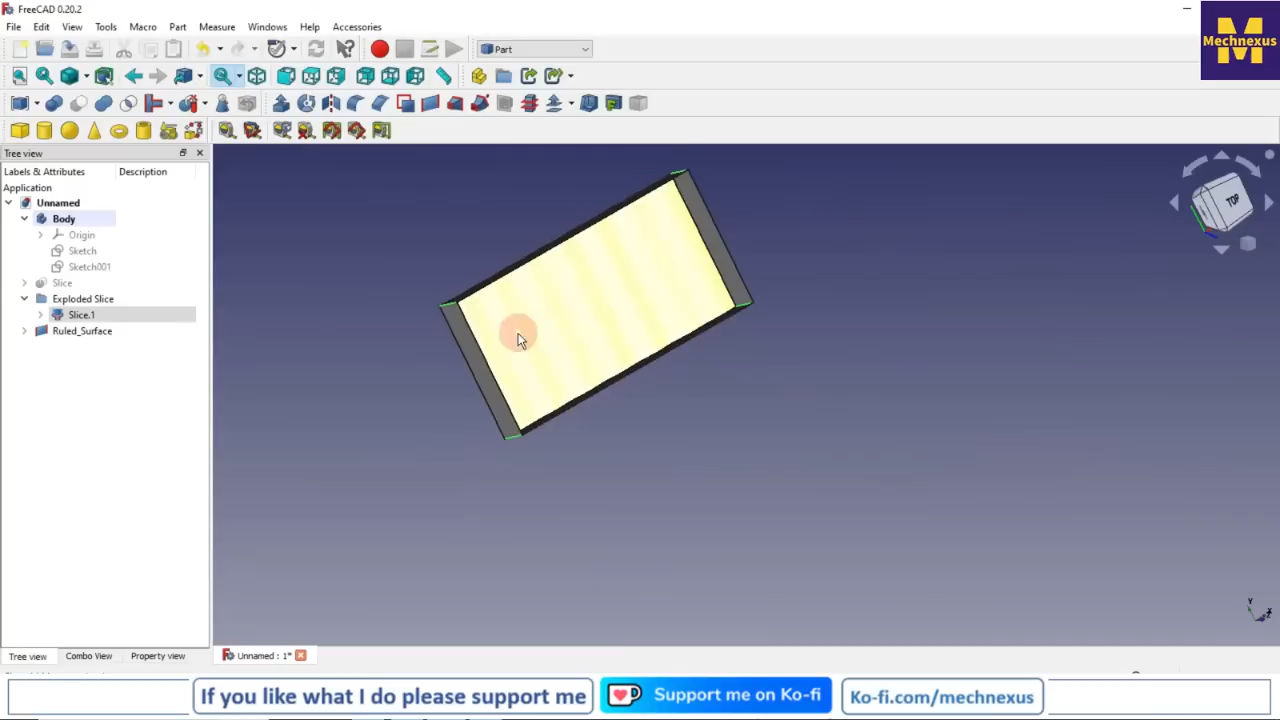 FreeCAD 0.20.2
File Edit View Tools Macro Part Measure Windows Help Accessories
Mechnexus
Part
Tree view
Labels & Attributes Description
Application
Unnamed
Body
Origin
Sketch
Sketch001
Slice
Exploded Slice
Slice.1
Ruled_Surface
TOP
Y
X
Tree view Combo View Property view Unnamed : 1*
If you like what I do please support me Support me on Ko-fi Ko-fi.com/mechnexus